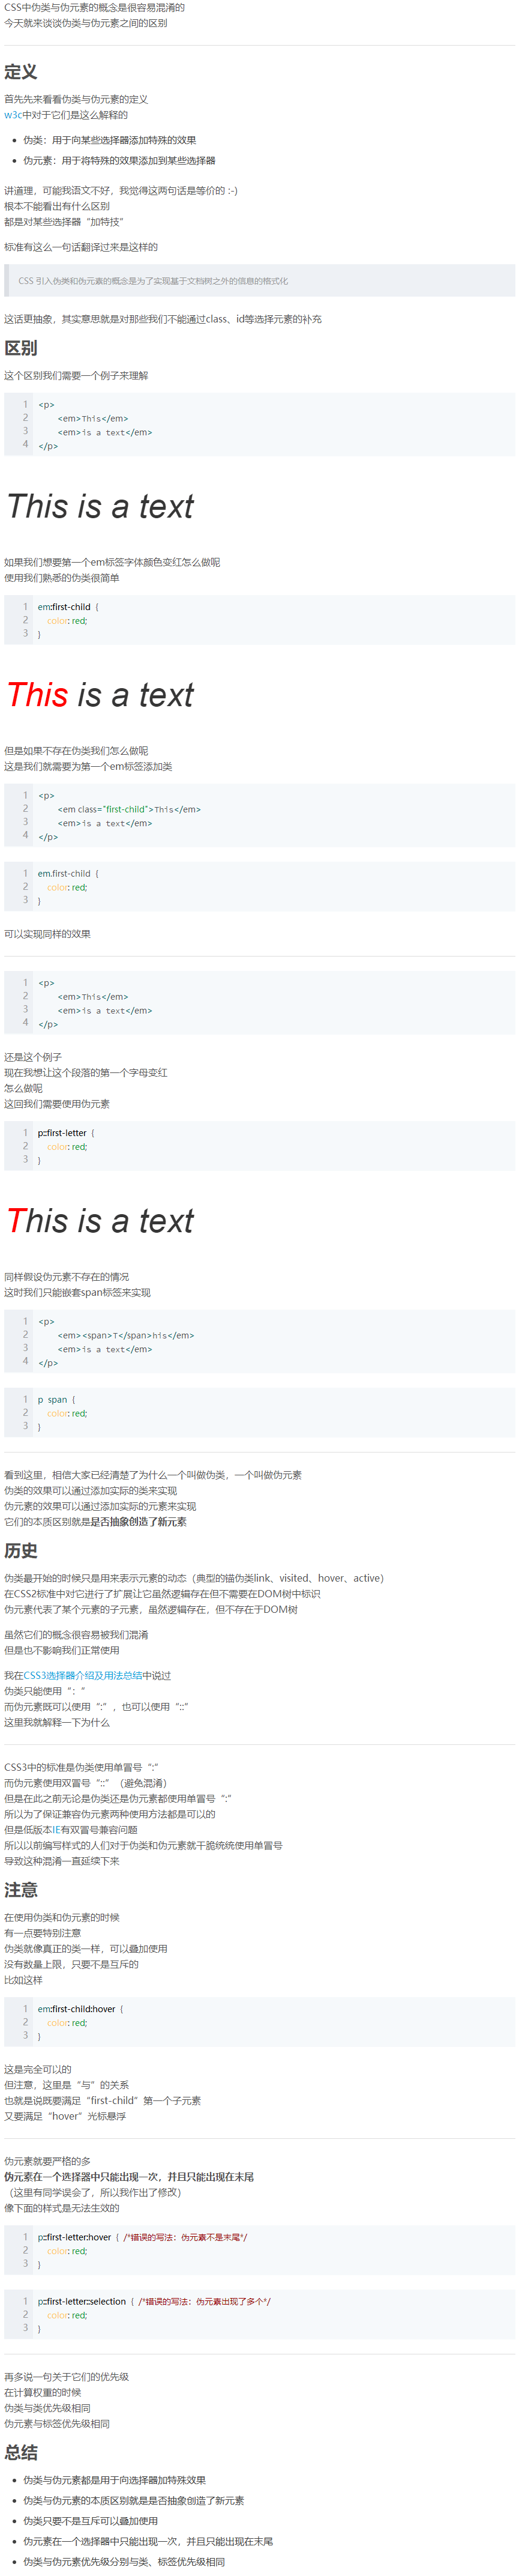 CSS中伪类与伪元素的概念是很容易混淆的
今天就来谈谈伪类与伪元素之间的区别
定义
首先先来看看伪类与伪元素的定义
w3c中对于它们是这么解释的
• 伪类：用于向某些选择器添加特殊的效果
• 伪元素：用于将特殊的效果添加到某些选择器
讲道理，可能我语文不好，我觉得这两句话是等价的 :-)
根本不能看出有什么区别
都是对某些选择器“加特技”
标准有这么一句话翻译过来是这样的
CSS 引入伪类和伪元素的概念是为了实现基于文档树之外的信息的格式化
这话更抽象，其实意思就是对那些我们不能通过class、id等选择元素的补充
区别
这个区别我们需要一个例子来理解
1 <p>
2     <em>This</em>
3     <em>is a text</em>
4 </p>
This is a text
如果我们想要第一个em标签字体颜色变红怎么做呢
使用我们熟悉的伪类很简单
1 em:first-child {
2     color: red;
3 }
This is a text
但是如果不存在伪类我们怎么做呢
这是我们就需要为第一个em标签添加类
1 <p>
2     <em class="first-child">This</em>
3     <em>is a text</em>
4 </p>
1 em.first-child {
2     color: red;
3 }
可以实现同样的效果
1 <p>
2     <em>This</em>
3     <em>is a text</em>
4 </p>
还是这个例子
现在我想让这个段落的第一个字母变红
怎么做呢
这回我们需要使用伪元素
1 p::first-letter {
2     color: red;
3 }
This is a text
同样假设伪元素不存在的情况
这时我们只能嵌套span标签来实现
1 <p>
2     <em><span>T</span>his</em>
3     <em>is a text</em>
4 </p>
1 p span {
2     color: red;
3 }
看到这里，相信大家已经清楚了为什么一个叫做伪类，一个叫做伪元素
伪类的效果可以通过添加实际的类来实现
伪元素的效果可以通过添加实际的元素来实现
它们的本质区别就是是否抽象创造了新元素
历史
伪类最开始的时候只是用来表示元素的动态（典型的锚伪类link、visited、hover、active）
在CSS2标准中对它进行了扩展让它虽然逻辑存在但不需要在DOM树中标识
伪元素代表了某个元素的子元素，虽然逻辑存在，但不存在于DOM树
虽然它们的概念很容易被我们混淆
但是也不影响我们正常使用
我在CSS3选择器介绍及用法总结中说过
伪类只能使用“：”
而伪元素既可以使用“:”，也可以使用“::”
这里我就解释一下为什么
CSS3中的标准是伪类使用单冒号“:”
而伪元素使用双冒号“::”（避免混淆）
但是在此之前无论是伪类还是伪元素都使用单冒号“:”
所以为了保证兼容伪元素两种使用方法都是可以的
但是低版本IE有双冒号兼容问题
所以以前编写样式的人们对于伪类和伪元素就干脆统统使用单冒号
导致这种混淆一直延续下来
注意
在使用伪类和伪元素的时候
有一点要特别注意
伪类就像真正的类一样，可以叠加使用
没有数量上限，只要不是互斥的
比如这样
1 em:first-child:hover {
2     color: red;
3 }
这是完全可以的
但注意，这里是“与”的关系
也就是说既要满足“first-child”第一个子元素
又要满足“hover”光标悬浮
伪元素就要严格的多
伪元素在一个选择器中只能出现一次，并且只能出现在末尾
（这里有同学误会了，所以我作出了修改）
像下面的样式是无法生效的
1 p::first-letter:hover { /*错误的写法：伪元素不是末尾*/
2     color: red;
3 }
1 p::first-letter::selection { /*错误的写法：伪元素出现了多个*/
2     color: red;
3 }
再多说一句关于它们的优先级
在计算权重的时候
伪类与类优先级相同
伪元素与标签优先级相同
总结
• 伪类与伪元素都是用于向选择器加特殊效果
• 伪类与伪元素的本质区别就是是否抽象创造了新元素
• 伪类只要不是互斥可以叠加使用
• 伪元素在一个选择器中只能出现一次，并且只能出现在末尾
• 伪类与伪元素优先级分别与类、标签优先级相同